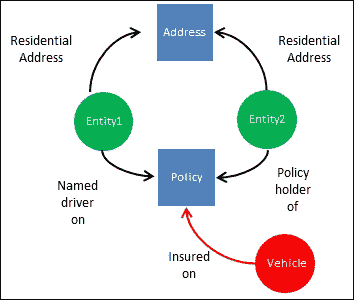 Address
Residential
Address
Residential
Address
Entity1
Entity2
Policy
Named
driver
on
Policy
holder
of
Insured
on
Vehicle